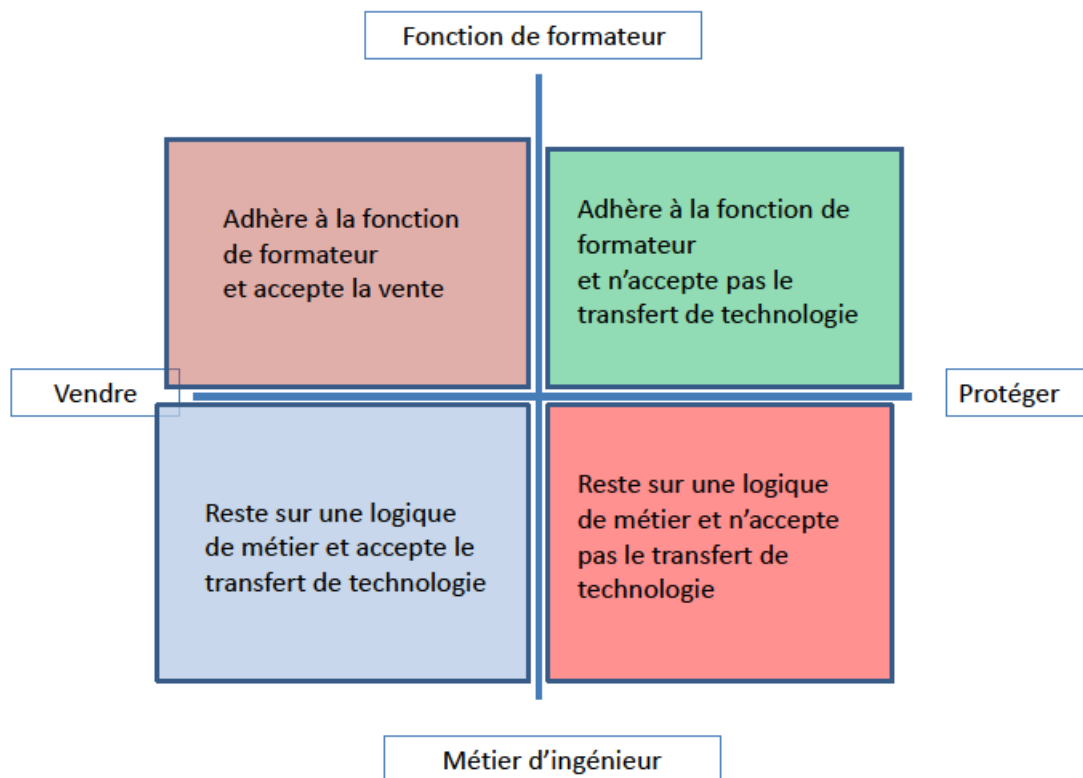 Fonction de formateur
Adhère à la fonction
de formateur
et accepte la vente
Adhère à la fonction de
formateur
et n’accepte pas le
transfert de technologie
Vendre
Protéger
Reste sur une logique
de métier et accepte le
transfert de technologie
Reste sur une logique
de métier et n’accepte
pas le transfert de
technologie
Métier d’ingénieur